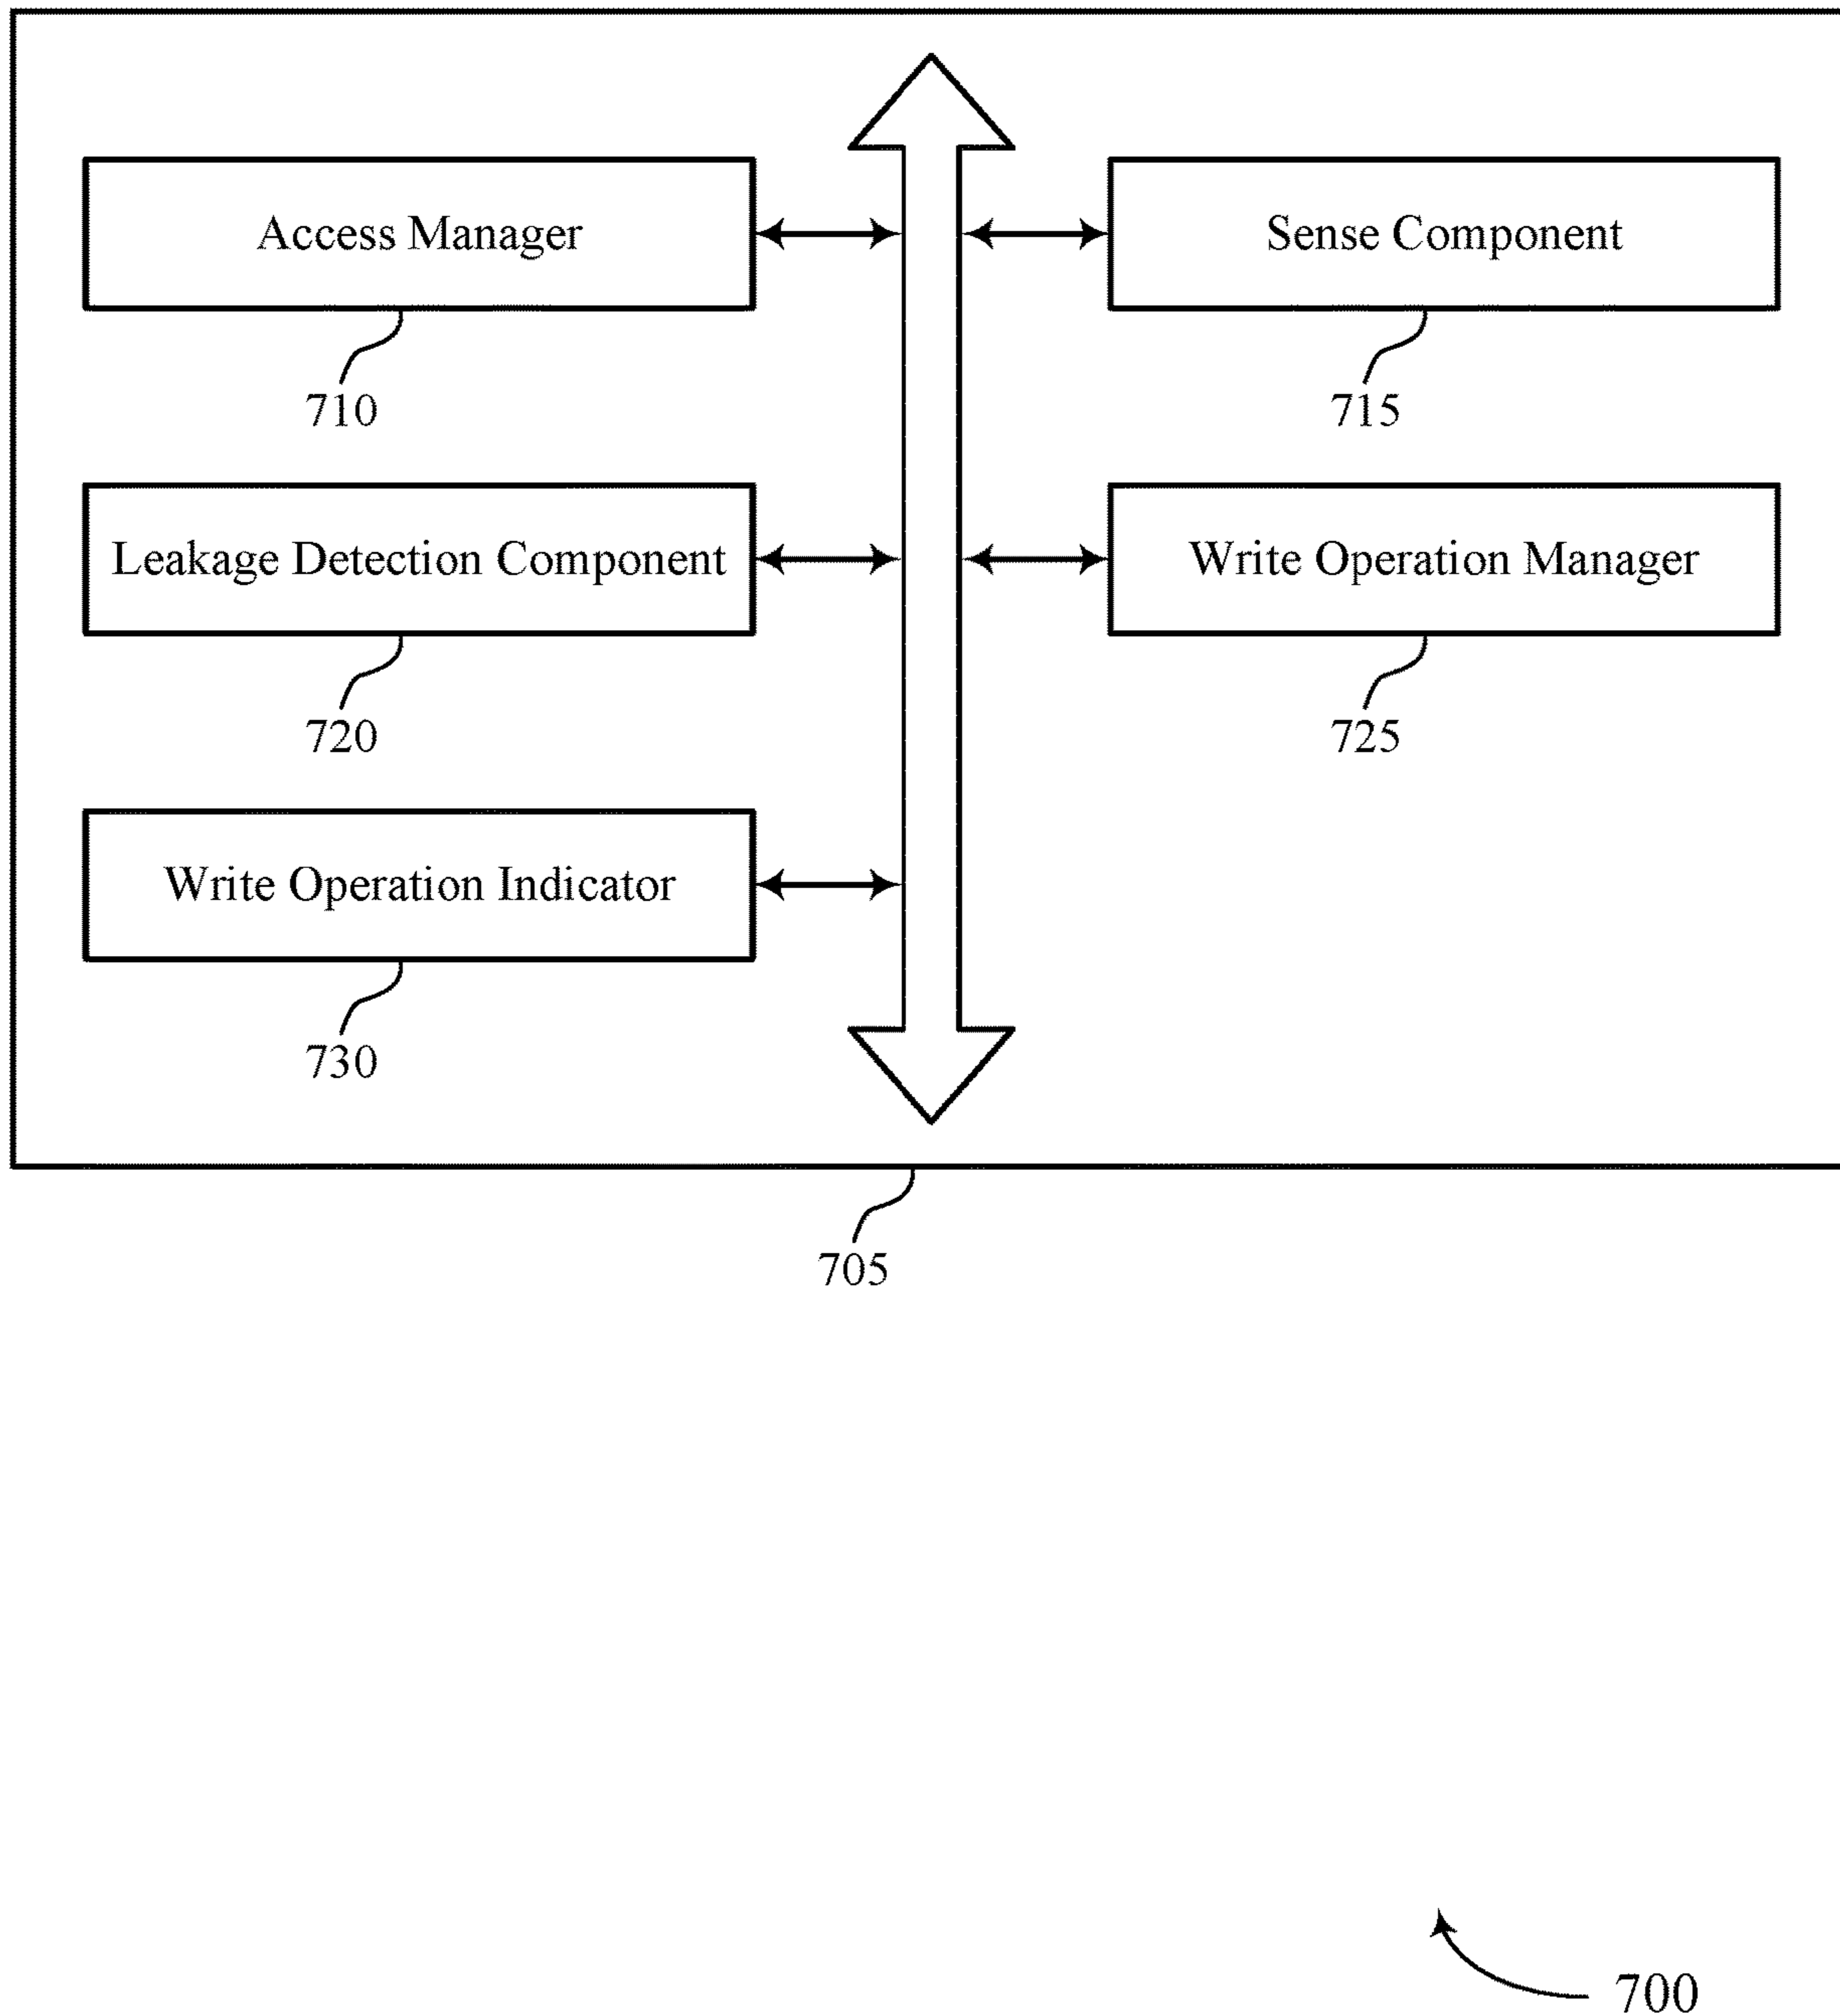 Access Manager
Sense Component
710
715
Leakage Detection Component
Write Operation Manager
720
725
Write Operation Indicator
730
705
700